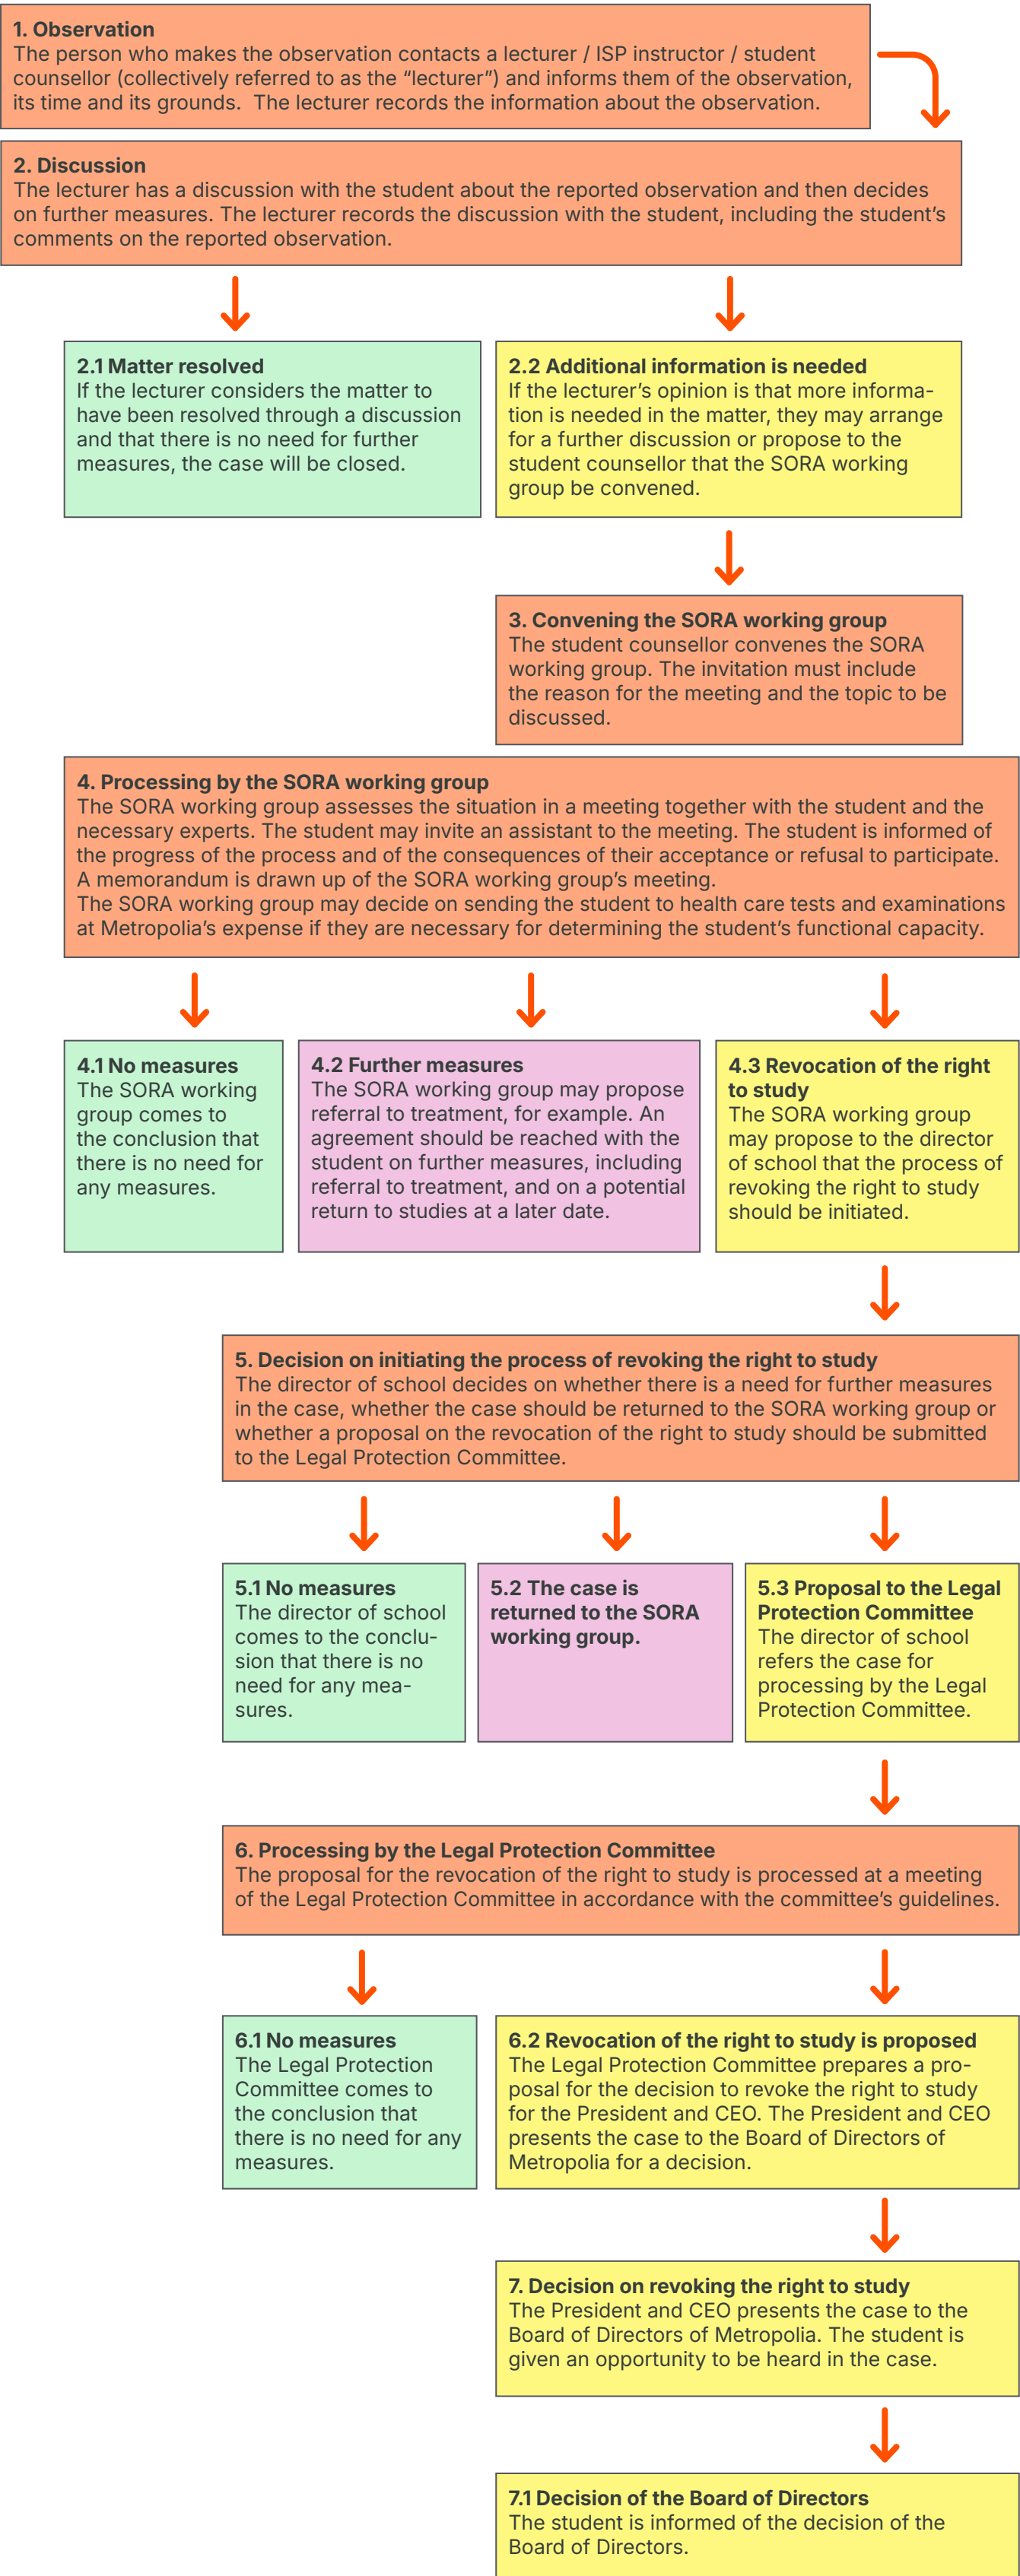 1. Observation
The person who makes the observation contacts a lecturer / ISP instructor / student
counsellor (collectively referred to as the “lecturer”) and informs them of the observation,
its time and its grounds.  The lecturer records the information about the observation.
2. Discussion
The lecturer has a discussion with the student about the reported observation and then decides
on further measures. The lecturer records the discussion with the student, including the student’s
comments on the reported observation.
2.1 Matter resolved
If the lecturer considers the matter to
have been resolved through a discussion
and that there is no need for further
measures, the case will be closed.
2.2 Additional information is needed
If the lecturer’s opinion is that more informa-
tion is needed in the matter, they may arrange
for a further discussion or propose to the
student counsellor that the SORA working
group be convened.
3. Convening the SORA working group
The student counsellor convenes the SORA
working group. The invitation must include
the reason for the meeting and the topic to be
discussed.
4. Processing by the SORA working group
The SORA working group assesses the situation in a meeting together with the student and the
necessary experts. The student may invite an assistant to the meeting. The student is informed of
the progress of the process and of the consequences of their acceptance or refusal to participate.
A memorandum is drawn up of the SORA working group’s meeting.
The SORA working group may decide on sending the student to health care tests and examinations
at Metropolia’s expense if they are necessary for determining the student’s functional capacity.
4.1 No measures
The SORA working
group comes to
the conclusion that
there is no need for
any measures.
4.2 Further measures
The SORA working group may propose
referral to treatment, for example. An
agreement should be reached with the
student on further measures, including
referral to treatment, and on a potential
return to studies at a later date.
4.3 Revocation of the right
to study
The SORA working group
may propose to the director
of school that the process of
revoking the right to study
should be initiated.
5. Decision on initiating the process of revoking the right to study
The director of school decides on whether there is a need for further measures
in the case, whether the case should be returned to the SORA working group or
whether a proposal on the revocation of the right to study should be submitted
to the Legal Protection Committee.
5.1 No measures
The director of school
comes to the conclu-
sion that there is no
need for any mea-
sures.
5.2 The case is
returned to the SORA
working group.
5.3 Proposal to the Legal
Protection Committee
The director of school
refers the case for
processing by the Legal
Protection Committee.
6. Processing by the Legal Protection Committee
The proposal for the revocation of the right to study is processed at a meeting
of the Legal Protection Committee in accordance with the committee’s guidelines.
6.1 No measures
The Legal Protection
Committee comes to
the conclusion that
there is no need for any
measures.
6.2 Revocation of the right to study is proposed
The Legal Protection Committee prepares a pro-
posal for the decision to revoke the right to study
for the President and CEO. The President and CEO
presents the case to the Board of Directors of
Metropolia for a decision.
7. Decision on revoking the right to study
The President and CEO presents the case to the
Board of Directors of Metropolia. The student is
given an opportunity to be heard in the case.
7.1 Decision of the Board of Directors
The student is informed of the decision of the
Board of Directors.